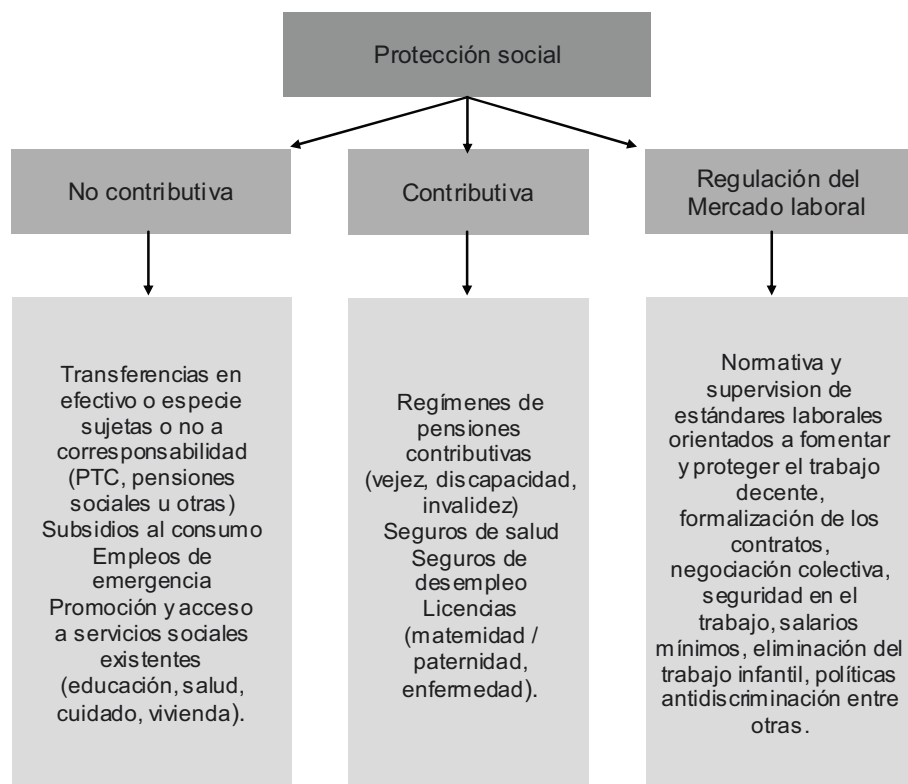 Protección social
No contributiva
Contributiva
Regulación del
Mercado laboral
Transferencias en
efectivo o especie
sujetas o no a
corresponsabilidad
(PTC, pensiones
sociales u otras)
Subsidios al consumo
Empleos de
emergencia
Promoción y acceso
a servicios sociales
existentes
(educación, salud,
cuidado, vivienda).
Regímenes de
pensiones
contributivas
(vejez, discapacidad,
invalidez)
Seguros de salud
Seguros de
desempleo
Licencias
(maternidad /
paternidad,
enfermedad).
Normativa y
supervision de
estándares laborales
orientados a fomentar
y proteger el trabajo
decente,
formalización de los
contratos,
negociación colectiva,
seguridad en el
trabajo, salarios
mínimos, eliminación del
trabajo infantil, políticas
antidiscriminación entre
otras.